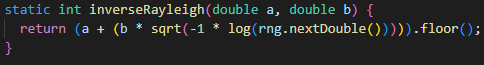 static int inverseRayleigh(double a, double b) {
return (a + (b * sqrt(-1 * log(rng.nextDouble())))).floor();
}